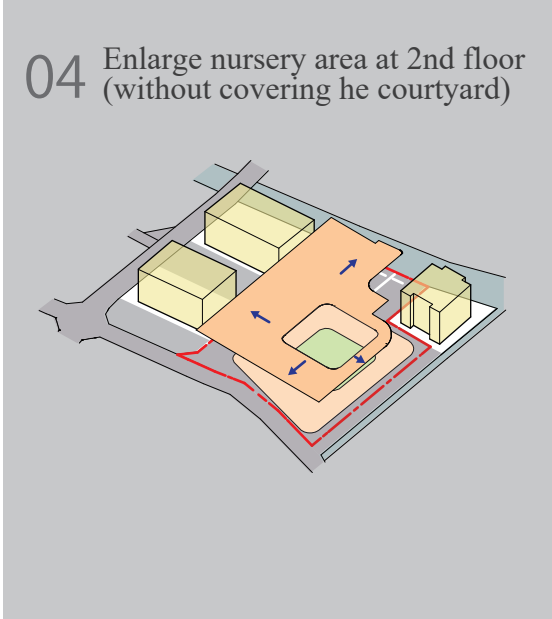 04
Enlarge nursery area at 2nd floor
(without covering he courtyard)